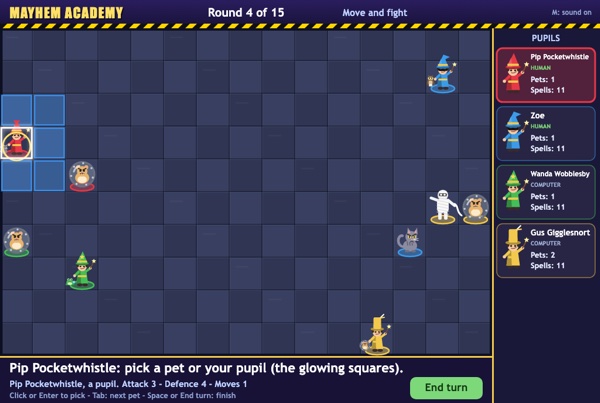 MAYHEM ACADEMY
Round 4 of 15
Move and fight
M: sound on
PUPILS
Pip Pocketwhistle
HUMAN
Pets: 1
Spells: 11
Zoe
HUMAN
Pets: 1
Spells: 11
Wanda Wobblesby
COMPUTER
Pets: 1
Spells: 11
Gus Gigglesnort
COMPUTER
Pets: 2
Spells: 11
Pip Pocketwhistle: pick a pet or your pupil (the glowing squares).
Pip Pocketwhistle, a pupil. Attack 3 - Defence 4 - Moves 1
Click or Enter to pick - Tab: next pet - Space or End turn: finish
End turn